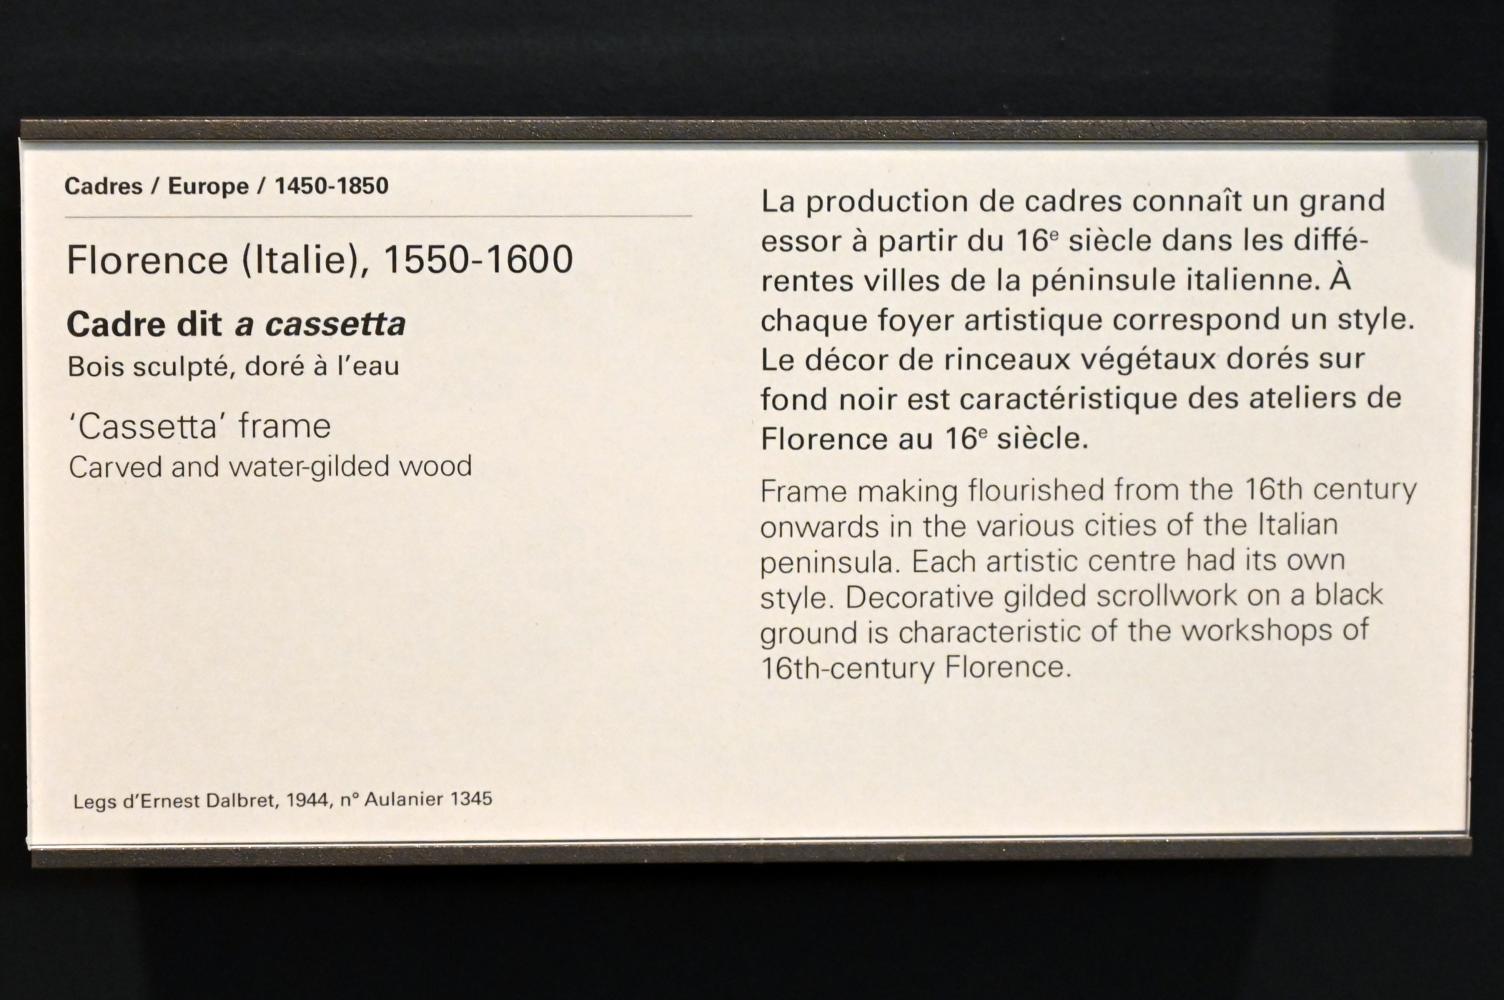 Cadres / Europe / 1450-1850
Florence (Italie), 1550-1600
Cadre dit a cassetta
Bois sculpté, doré à l'eau
‘Cassetta’ frame
Carved and water-gilded wood
Legs d'Ernest Dalbret, 1944, n° Aulanier 1345
La production de cadres connaît un grand
essor à partir du 16e siècle dans les diffé-
rentes villes de la péninsule italienne. À
chaque foyer artistique correspond un style.
Le décor de rinceaux végétaux dorés sur
fond noir est caractéristique des ateliers de
Florence au 16e siècle.
Frame making flourished from the 16th century
onwards in the various cities of the Italian
peninsula. Each artistic centre had its own
style. Decorative gilded scrollwork on a black
ground is characteristic of the workshops of
16th-century Florence.